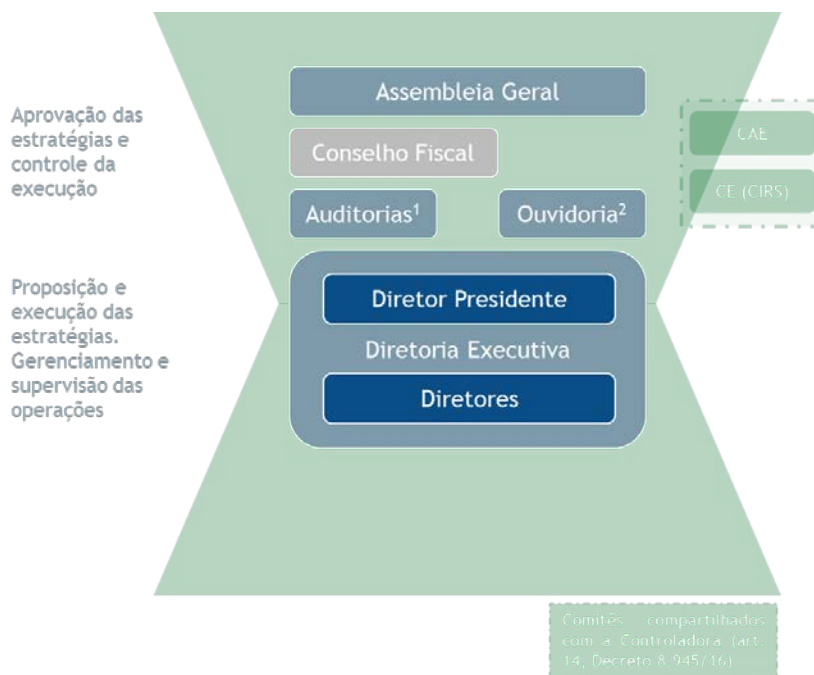 Assembleia Geral
Aprovação das
estratégias e
controle da
execução
Conselho Fiscal
CAE
CE (CIRS)
Auditorias¹
Ouvidoria²
Proposição e
execução das
estratégias.
Gerenciamento e
supervisão das
operações
Diretor Presidente
Diretoria Executiva
Diretores
Comitês compartilhados
com a Controladora (art.
14, Decreto 8.945/16)